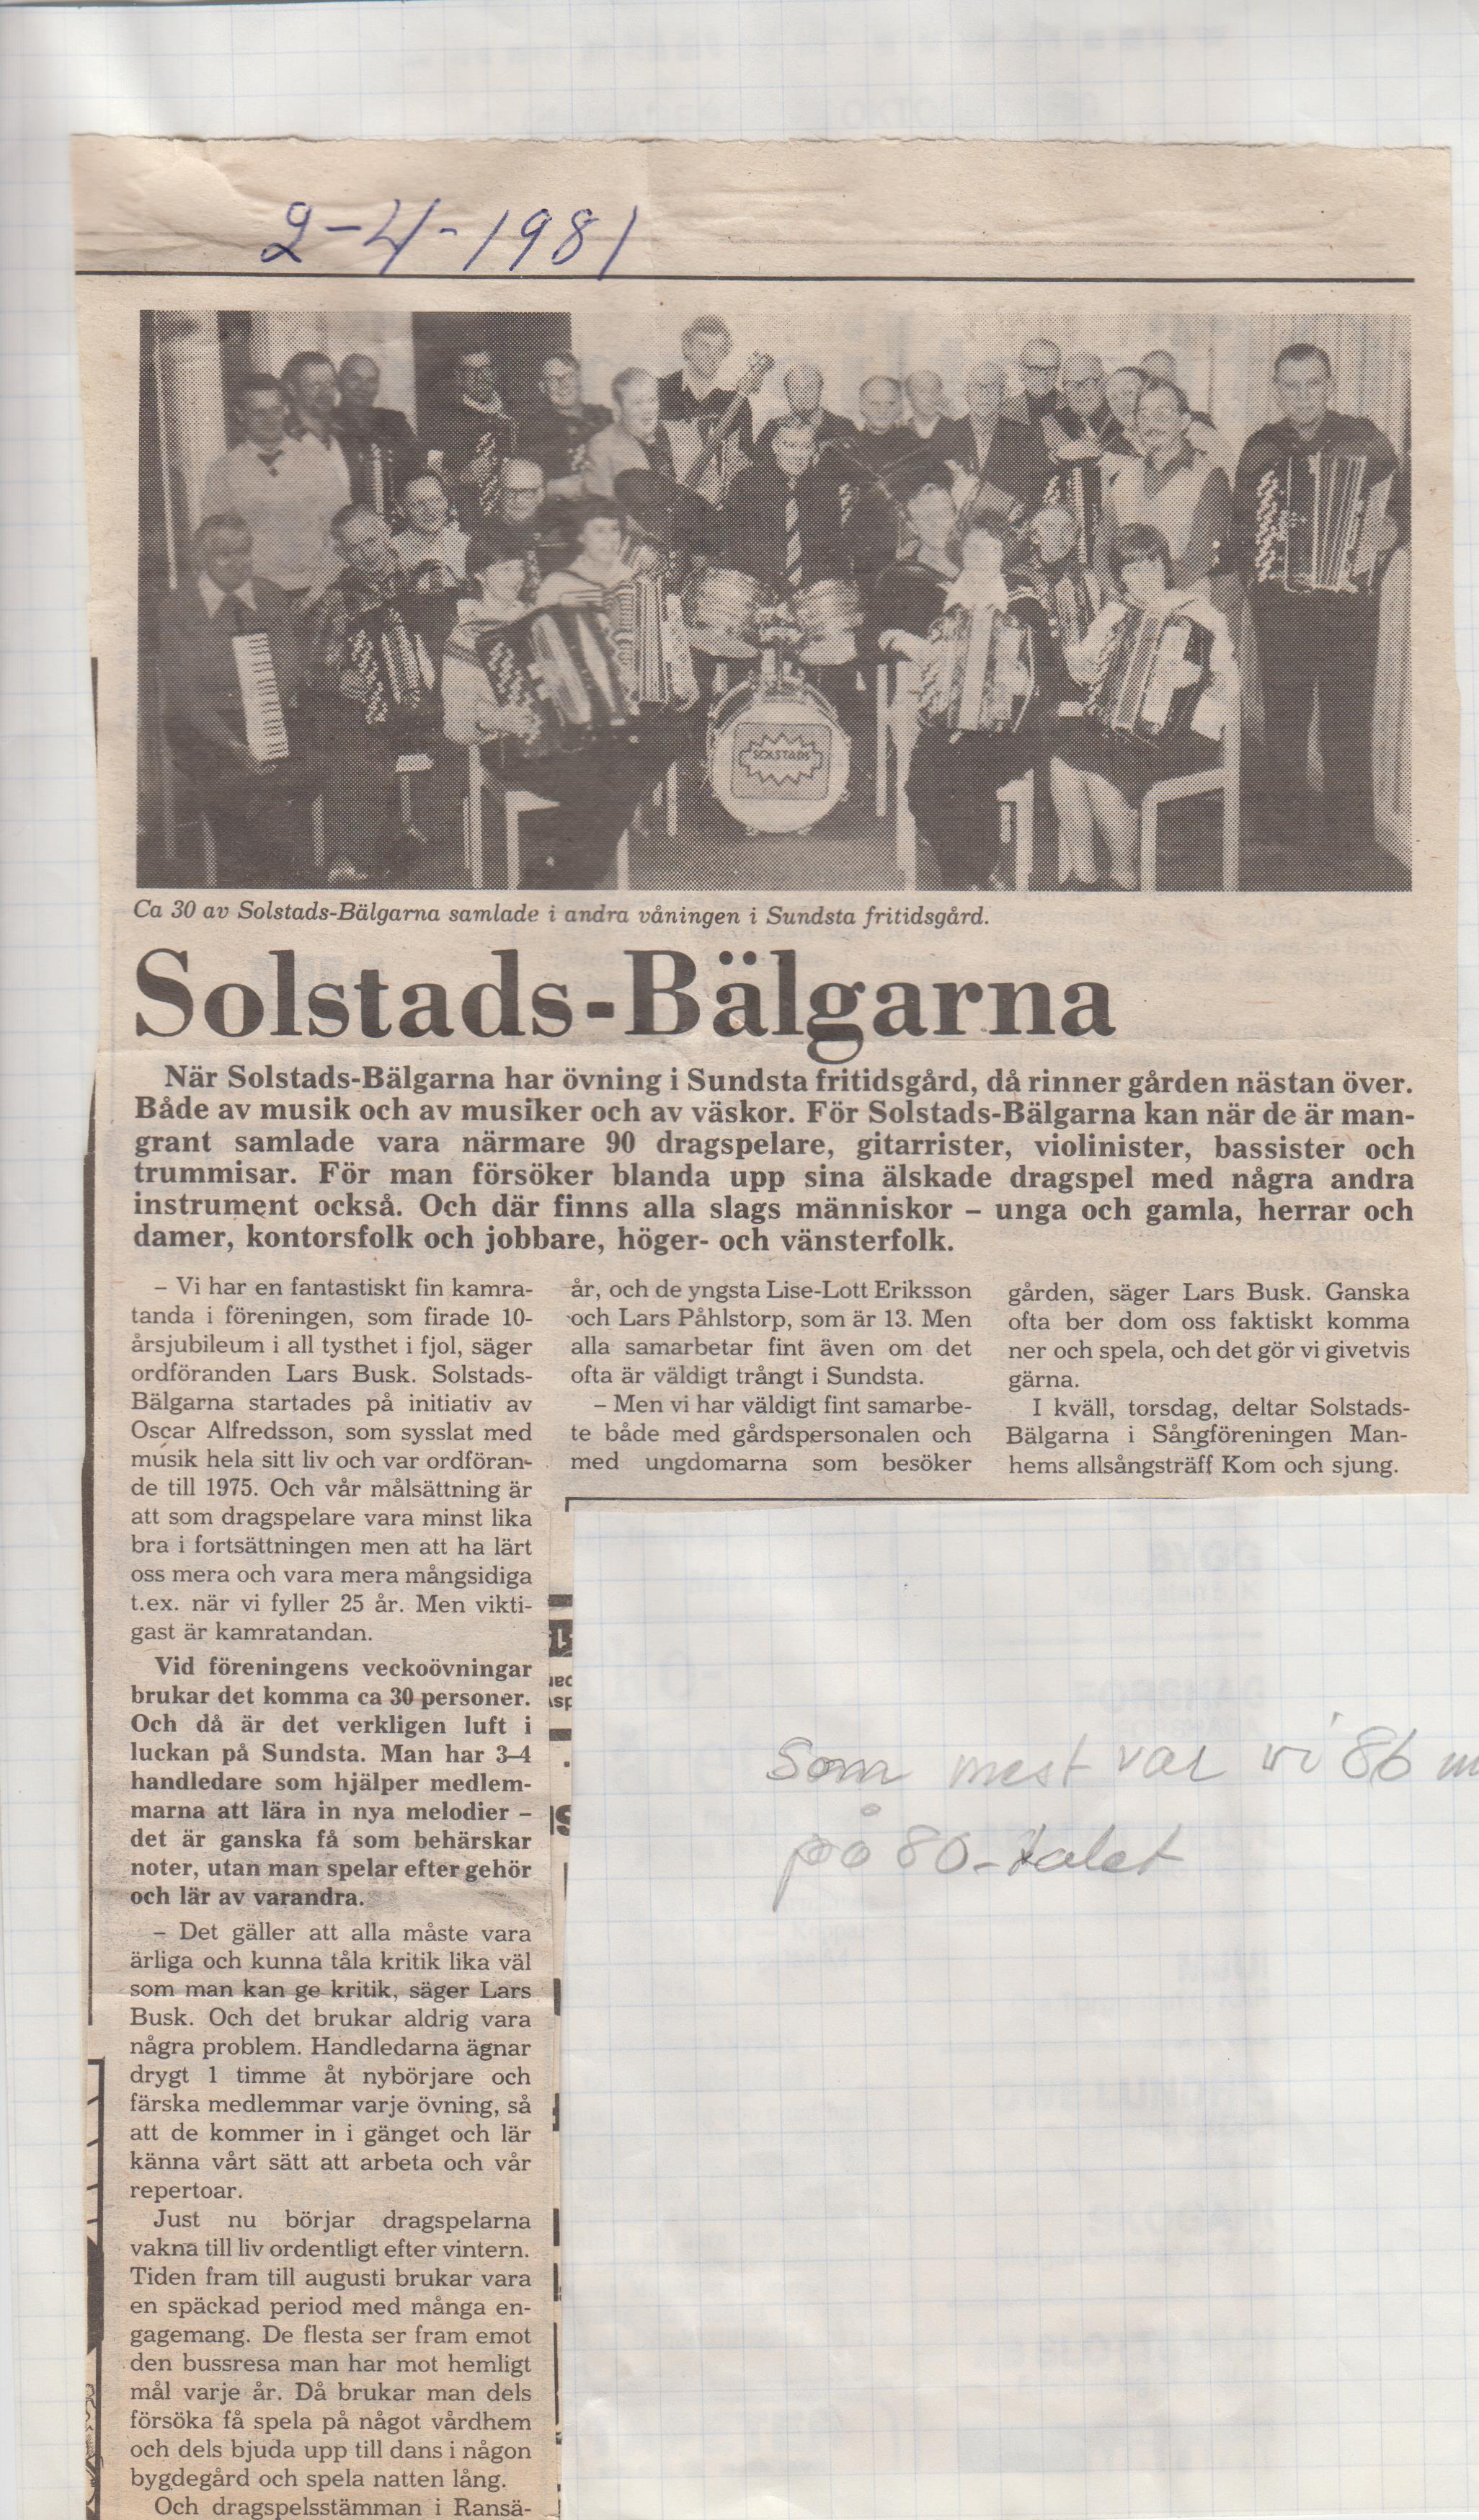 2-4-1981
SOLSTADS
Ca 30 av Solstads-Bälgarna samlade i andra våningen i Sundsta fritidsgård.
Solstads-Bälgarna
När Solstads-Bälgarna har övning i Sundsta fritidsgård, då rinner gården nästan över.
Både av musik och av musiker och av väskor. För Solstads-Bälgarna kan när de är man-
grant samlade vara närmare 90 dragspelare, gitarrister, violinister, bassister och
trummisar. För man försöker blanda upp sina älskade dragspel med några andra
instrument också. Och där finns alla slags människor – unga och gamla, herrar och
damer, kontorsfolk och jobbare, höger- och vänsterfolk.
– Vi har en fantastiskt fin kamra-
tanda i föreningen, som firade 10-
årsjubileum i all tysthet i fjol, säger
ordföranden Lars Busk. Solstads-
Bälgarna startades på initiativ av
Oscar Alfredsson, som sysslat med
musik hela sitt liv och var ordföran-
de till 1975. Och vår målsättning är
att som dragspelare vara minst lika
bra i fortsättningen men att ha lärt
oss mera och vara mera mångsidiga
t.ex. när vi fyller 25 år. Men vikti-
gast är kamratandan.
Vid föreningens veckoövningar
brukar det komma ca 30 personer.
Och då är det verkligen luft i
luckan på Sundsta. Man har 3–4
handledare som hjälper medlem-
marna att lära in nya melodier –
det är ganska få som behärskar
noter, utan man spelar efter gehör
och lär av varandra.
– Det gäller att alla måste vara
ärliga och kunna tåla kritik lika väl
som man kan ge kritik, säger Lars
Busk. Och det brukar aldrig vara
några problem. Handledarna ägnar
drygt 1 timme åt nybörjare och
färska medlemmar varje övning, så
att de kommer in i gänget och lär
känna vårt sätt att arbeta och vår
repertoar.
Just nu börjar dragspelarna
vakna till liv ordentligt efter vintern.
Tiden fram till augusti brukar vara
en späckad period med många en-
gagemang. De flesta ser fram emot
den bussresa man har mot hemligt
mål varje år. Då brukar man dels
försöka få spela på något vårdhem
och dels bjuda upp till dans i någon
bygdegård och spela natten lång.
Och dragspelsstämman i Ransä-
år, och de yngsta Lise-Lott Eriksson
och Lars Påhlstorp, som är 13. Men
alla samarbetar fint även om det
ofta är väldigt trångt i Sundsta.
– Men vi har väldigt fint samarbe-
te både med gårdspersonalen och
med ungdomarna som besöker
gården, säger Lars Busk. Ganska
ofta ber dom oss faktiskt komma
ner och spela, och det gör vi givetvis
gärna.
I kväll, torsdag, deltar Solstads-
Bälgarna i Sångföreningen Man-
hems allsångsträff Kom och sjung.
Som mest var vi 86 m
på 80-talet